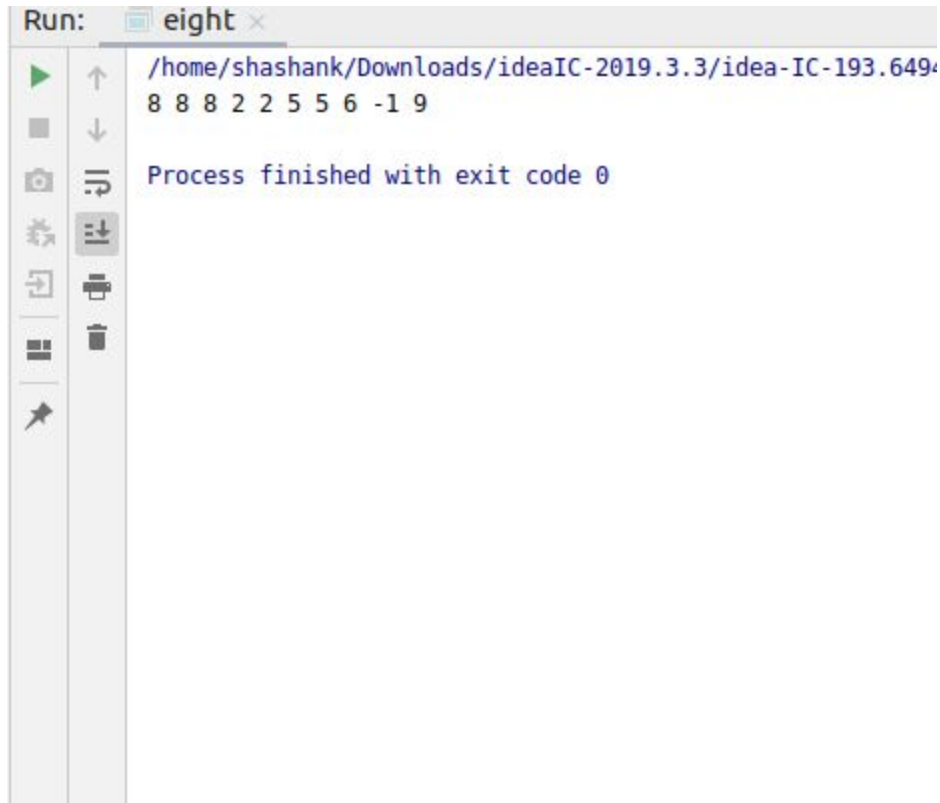 Run: eight
/home/shashank/Downloads/ideaIC-2019.3.3/idea-IC-193.6494
8 8 8 2 2 5 5 6 -1 9
Process finished with exit code 0